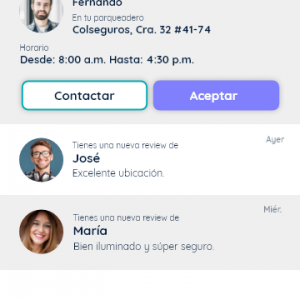 Fernando
En tu parqueadero
Colseguros, Cra. 32 #41-74
Horario
Desde: 8:00 a.m. Hasta: 4:30 p.m.
Contactar
Aceptar
Tienes una nueva review de
Ayer
José
Excelente ubicación.
Tienes una nueva review de
Miér.
María
Bien iluminado y súper seguro.